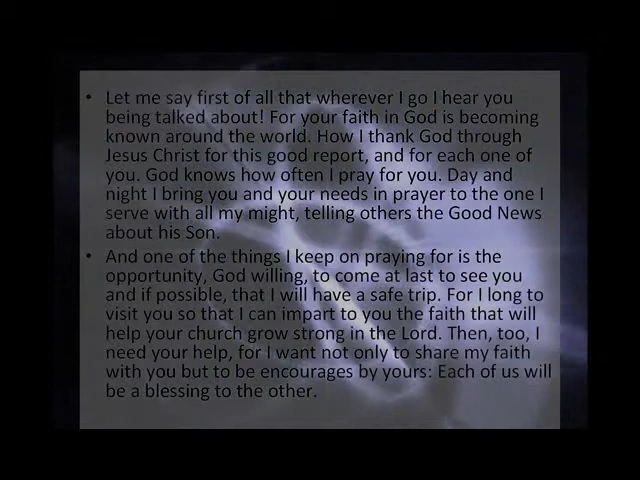 • Let me say first of all that wherever I go I hear you
being talked about! For your faith in God is becoming
known around the world. How I thank God through
Jesus Christ for this good report, and for each one of
you. God knows how often I pray for you. Day and
night I bring you and your needs in prayer to the one I
serve with all my might, telling others the Good News
about his Son.
• And one of the things I keep on praying for is the
opportunity, God willing, to come at last to see you
and if possible, that I will have a safe trip. For I long to
visit you so that I can impart to you the faith that will
help your church grow strong in the Lord. Then, too, I
need your help, for I want not only to share my faith
with you but to be encourages by yours: Each of us will
be a blessing to the other.